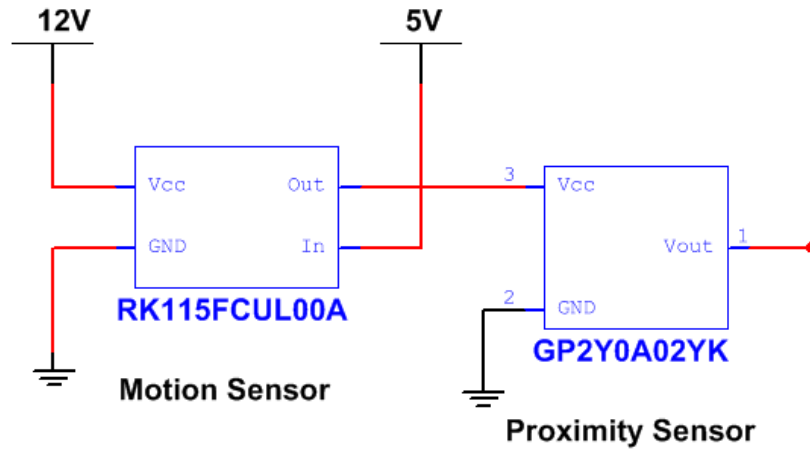 12V
5V
Vcc
Out
GND
In
RK115FCUL00A
Motion Sensor
3
Vcc
Vout
1
2
GND
GP2Y0A02YK
Proximity Sensor